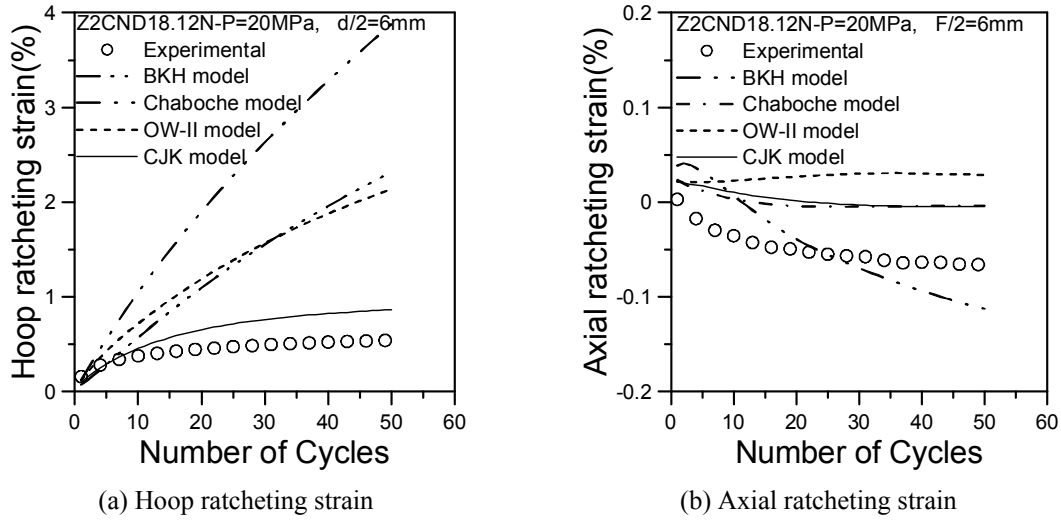 Z2CND18.12N-P=20MPa, d/2=6mm
Experimental
BKH model
Chaboche model
OW-II model
CJK model
Hoop ratcheting strain(%)
4
3
2
1
0
0 10 20 30 40 50 60
Number of Cycles
(a) Hoop ratcheting strain
Z2CND18.12N-P=20MPa, F/2=6mm
Experimental
BKH model
Chaboche model
OW-II model
CJK model
Axial ratcheting strain(%)
0.2
0.1
0
-0.1
-0.2
0 10 20 30 40 50 60
Number of Cycles
(b) Axial ratcheting strain